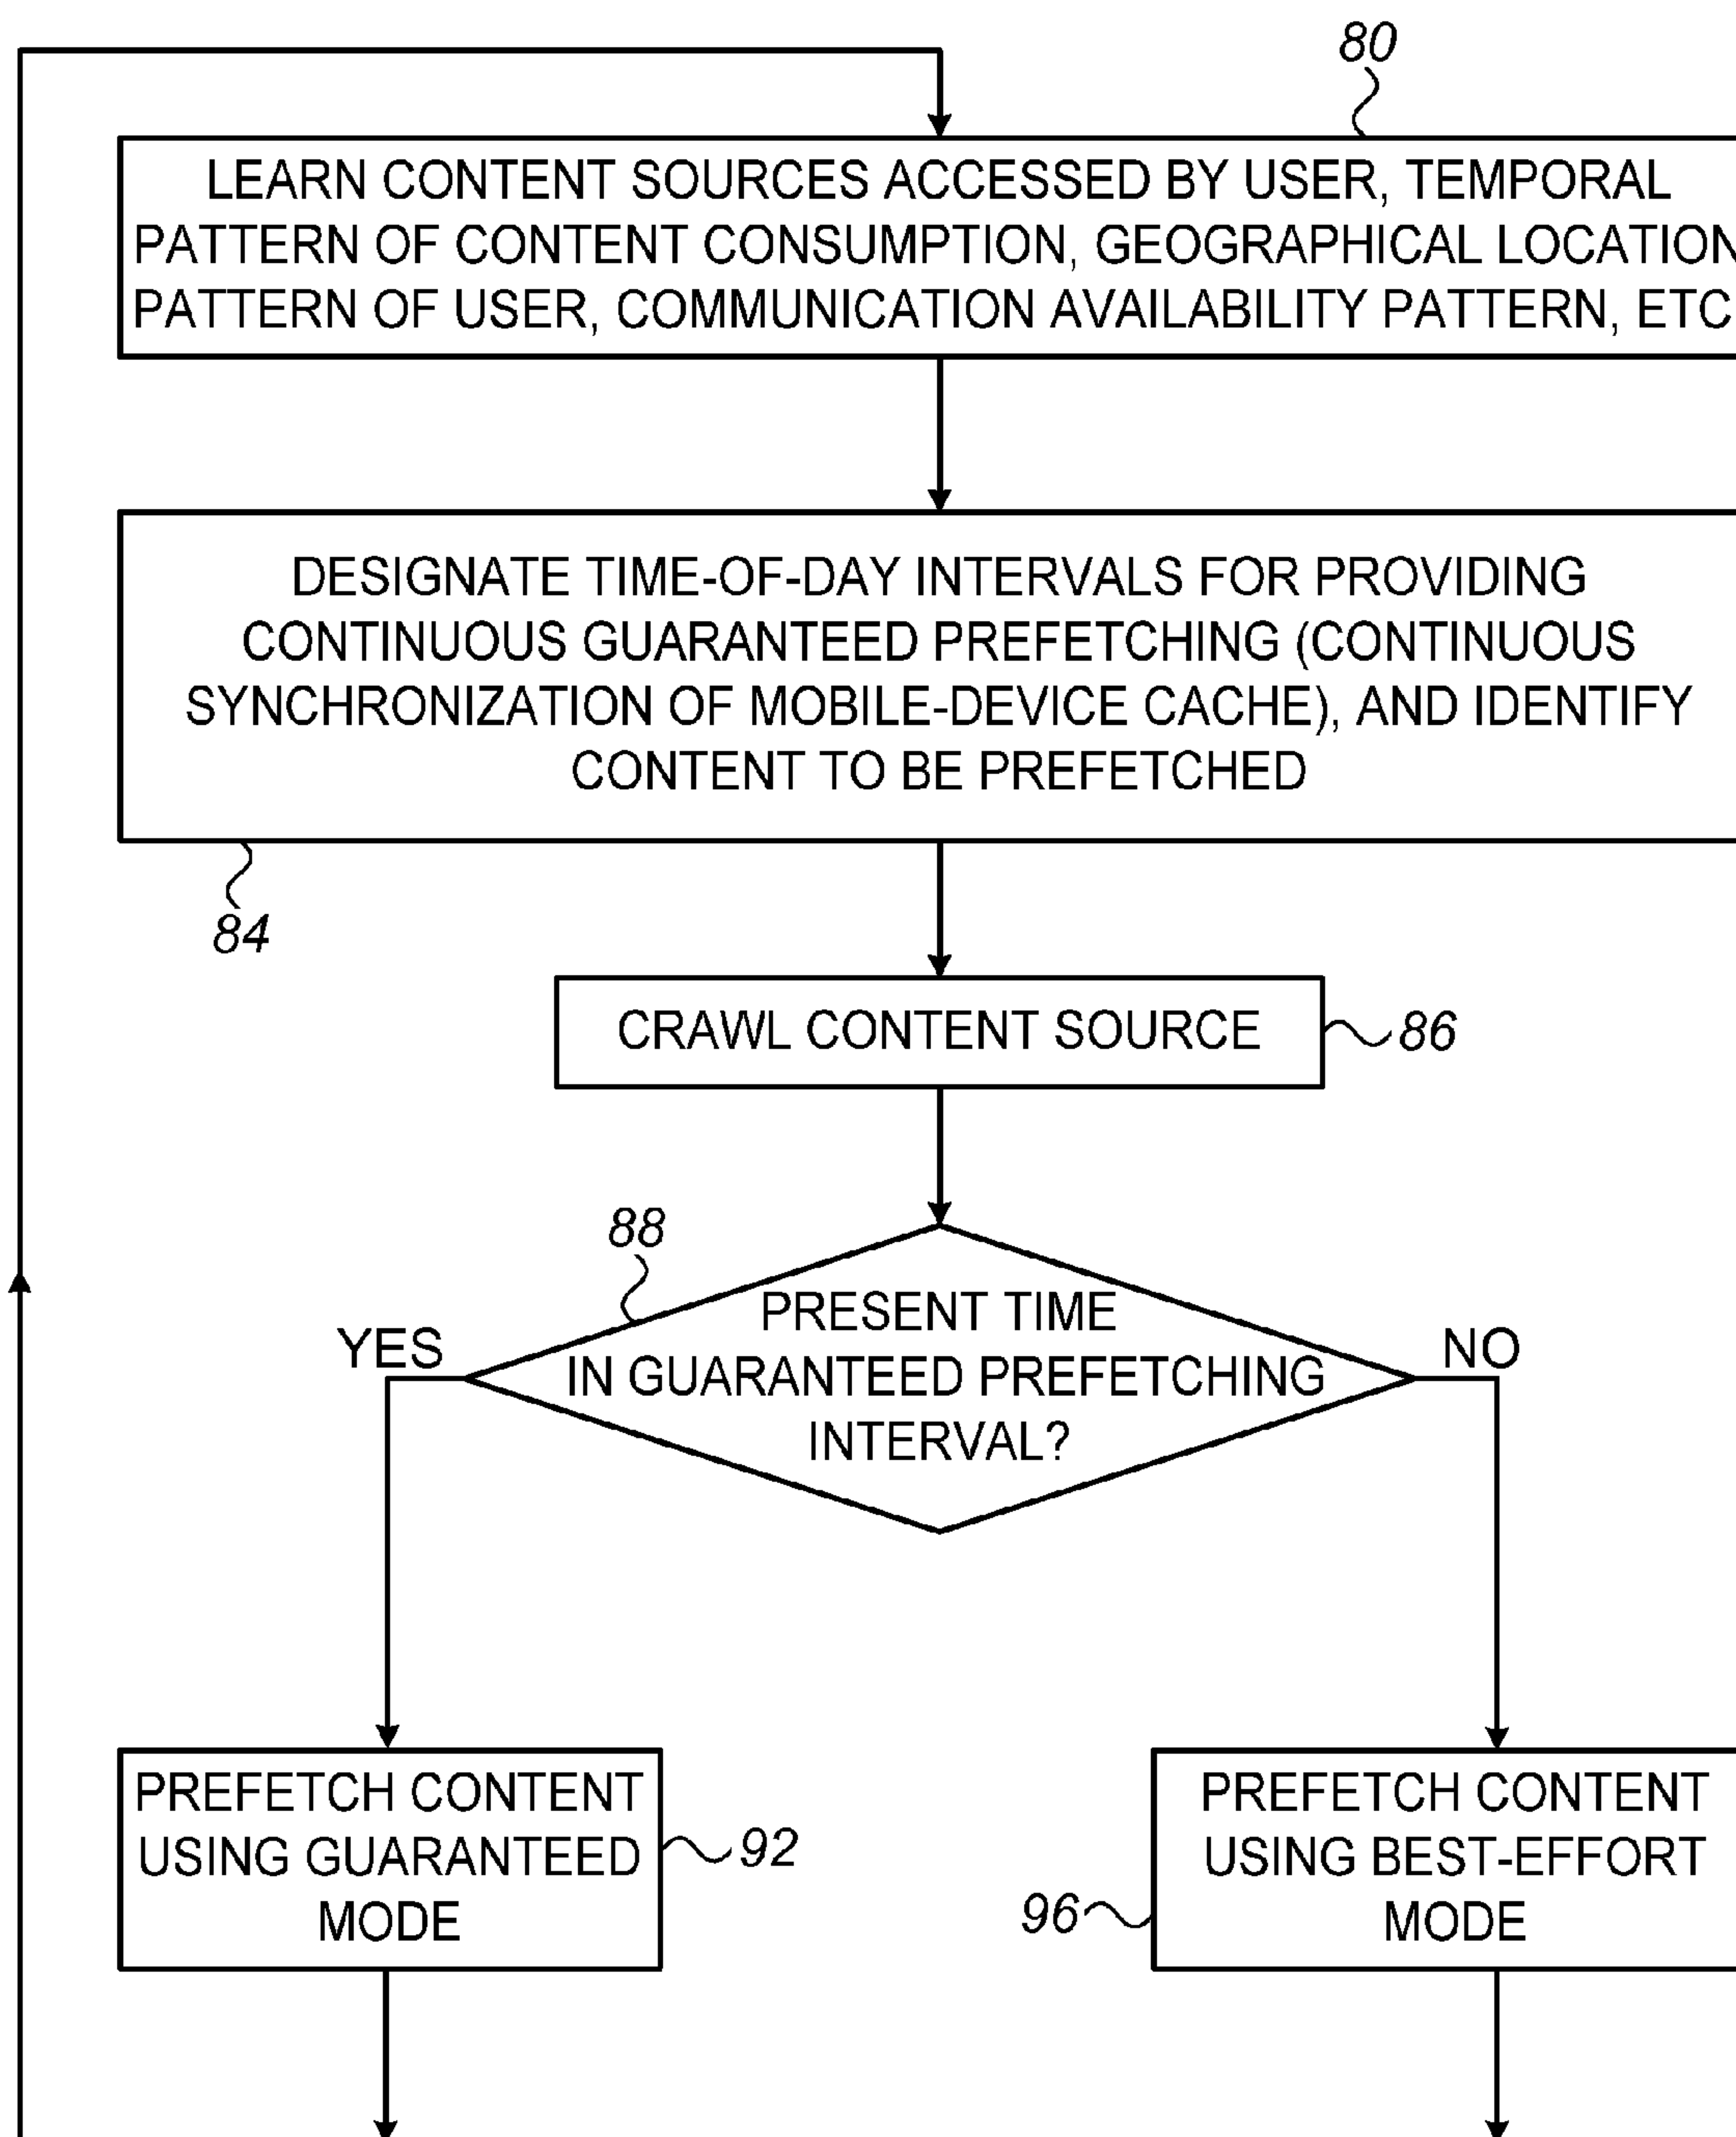 80
LEARN CONTENT SOURCES ACCESSED BY USER, TEMPORAL
PATTERN OF CONTENT CONSUMPTION, GEOGRAPHICAL LOCATION
PATTERN OF USER, COMMUNICATION AVAILABILITY PATTERN, ETC
DESIGNATE TIME-OF-DAY INTERVALS FOR PROVIDING
CONTINUOUS GUARANTEED PREFETCHING (CONTINUOUS
SYNCHRONIZATION OF MOBILE-DEVICE CACHE), AND IDENTIFY
CONTENT TO BE PREFETCHED
84
CRAWL CONTENT SOURCE
86
88
PRESENT TIME
IN GUARANTEED PREFETCHING
INTERVAL?
YES
NO
PREFETCH CONTENT
USING GUARANTEED
MODE
92
PREFETCH CONTENT
USING BEST-EFFORT
MODE
96